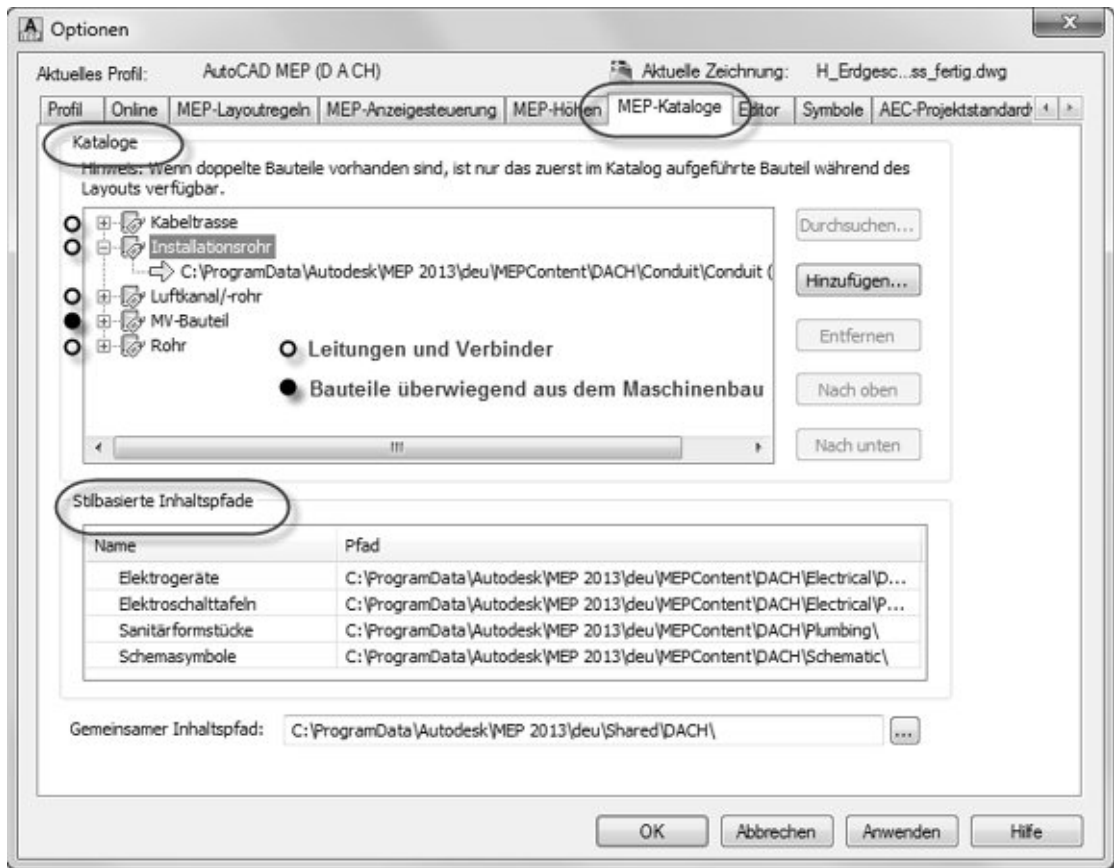 Optionen
Aktuelles Profil: AutoCAD MEP (D A CH) Aktuelle Zeichnung: H_Erdgesc...ss_fertig.dwg
Profil Online MEP-Layoutregeln MEP-Anzeigesteuerung MEP-Höhen MEP-Kataloge Editor Symbole AEC-Projektstandard
Kataloge
Hinweis: Wenn doppelte Bauteile vorhanden sind, ist nur das zuerst im Katalog aufgeführte Bauteil während des
Layouts verfügbar.
Kabeltrasse
Durchsuchen...
Installationsrohr
C:\ProgramData\Autodesk\MEP 2013\deu\MEPContent\DACH\Conduit\Conduit (
Hinzufügen...
Luftkanal/-rohr
MV-Bauteil
Entfernen
Rohr
Leitungen und Verbinder
Bauteile überwiegend aus dem Maschinenbau
Nach oben
Nach unten
Stilbasierte Inhaltspfade
Name Pfad
Elektrogeräte C:\ProgramData\Autodesk\MEP 2013\deu\MEPContent\DACH\Electrical\D...
Elektroschalttafeln C:\ProgramData\Autodesk\MEP 2013\deu\MEPContent\DACH\Electrical\P...
Sanitärformstücke C:\ProgramData\Autodesk\MEP 2013\deu\MEPContent\DACH\Plumbing\
Schemasymbole C:\ProgramData\Autodesk\MEP 2013\deu\MEPContent\DACH\Schematic\
Gemeinsamer Inhaltspfad: C:\ProgramData\Autodesk\MEP 2013\deu\Shared\DACH\ ...
OK Abbrechen Anwenden Hilfe